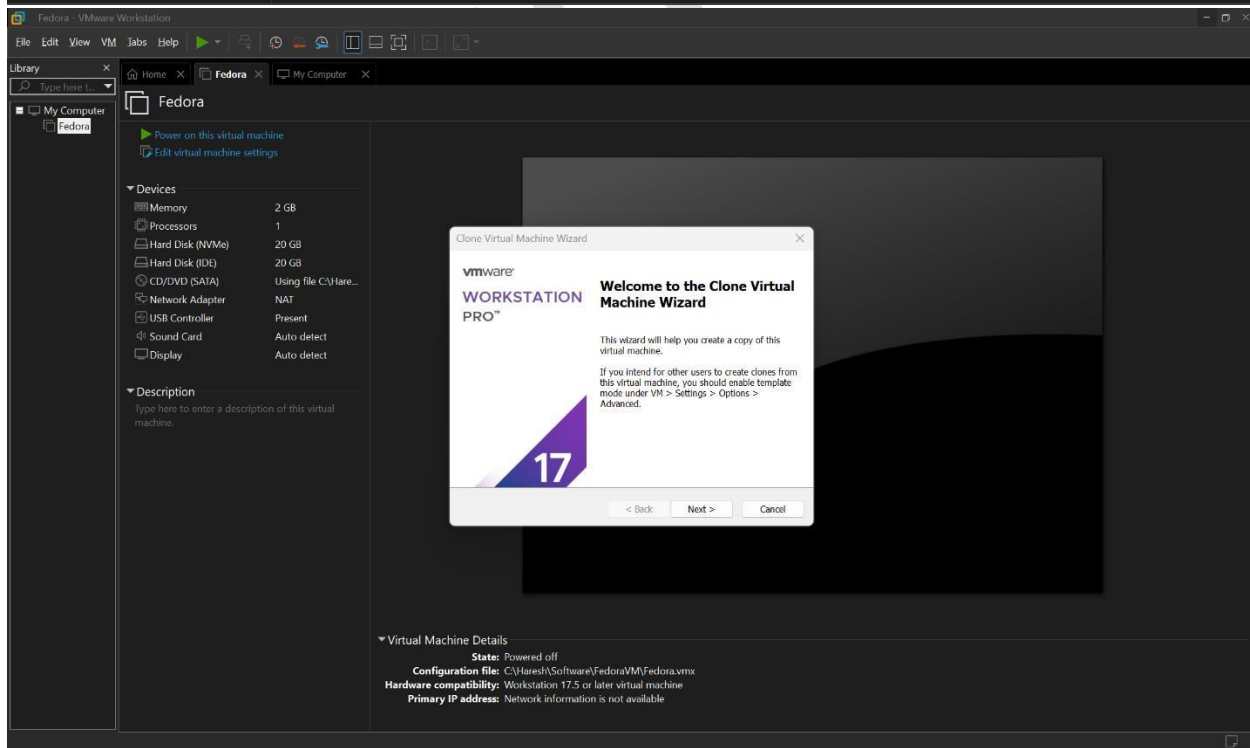 Fedora - VMware Workstation
File Edit View VM Tabs Help
Library
Type here t...
My Computer
Fedora
Home Fedora My Computer
Fedora
Power on this virtual machine
Edit virtual machine settings
Devices
Memory 2 GB
Processors 1
Hard Disk (NVMe) 20 GB
Hard Disk (IDE) 20 GB
CD/DVD (SATA) Using file C:\Hare...
Network Adapter NAT
USB Controller Present
Sound Card Auto detect
Display Auto detect
Description
Type here to enter a description of this virtual
machine.
Clone Virtual Machine Wizard
vmware
WORKSTATION
PRO™
17
Welcome to the Clone Virtual
Machine Wizard
This wizard will help you create a copy of this
virtual machine.
If you intend for other users to create clones from
this virtual machine, you should enable template
mode under VM > Settings > Options >
Advanced.
< Back Next > Cancel
Virtual Machine Details
State: Powered off
Configuration file: C:\Haresh\Software\FedoraVM\Fedora.vmx
Hardware compatibility: Workstation 17.5 or later virtual machine
Primary IP address: Network information is not available